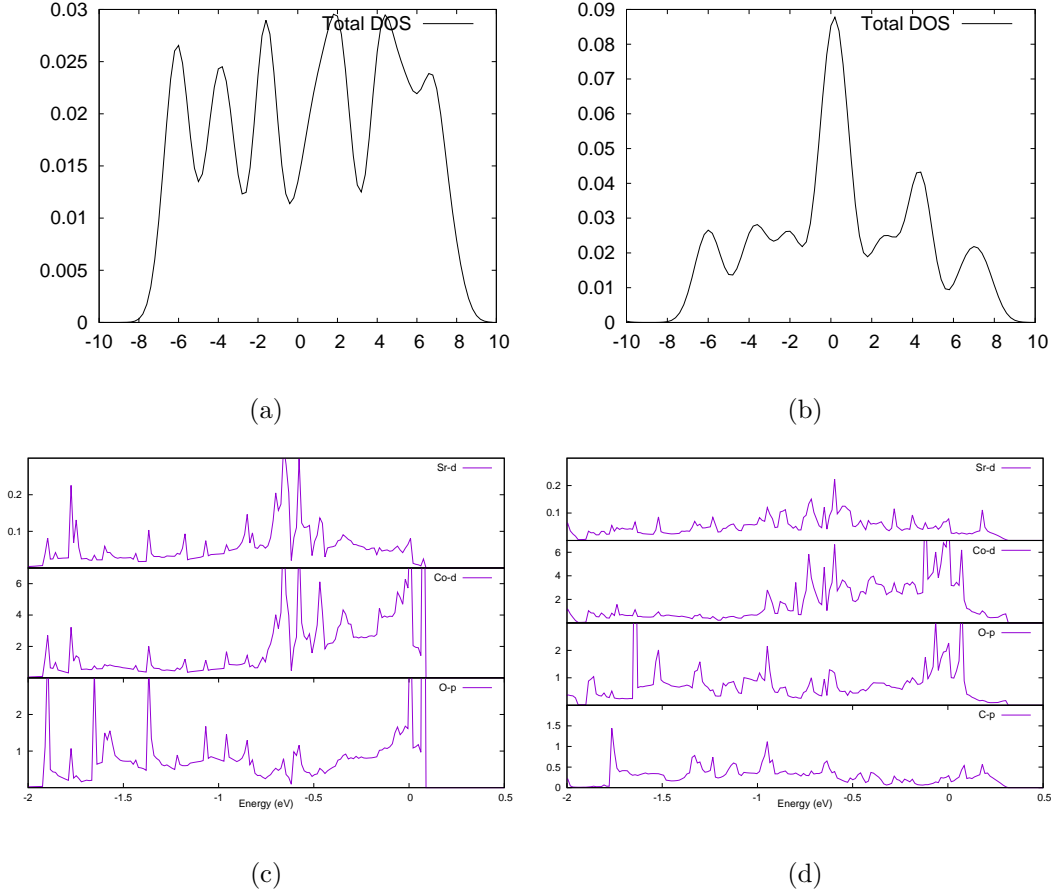 0.03
0.025
0.02
0.015
0.01
0.005
0
-10 -8 -6 -4 -2 0 2 4 6 8 10
Total DOS
(a)
0.09
0.08
0.07
0.06
0.05
0.04
0.03
0.02
0.01
0
-10 -8 -6 -4 -2 0 2 4 6 8 10
Total DOS
(b)
Sr-d
0.2
0.1
Co-d
6
4
2
O-p
2
1
-2 -1.5 -1 -0.5 0 0.5
Energy (eV)
(c)
Sr-d
0.2
0.1
Co-d
6
4
2
O-p
2
1
C-p
1.5
1
0.5
0
-2 -1.5 -1 -0.5 0 0.5
Energy (eV)
(d)